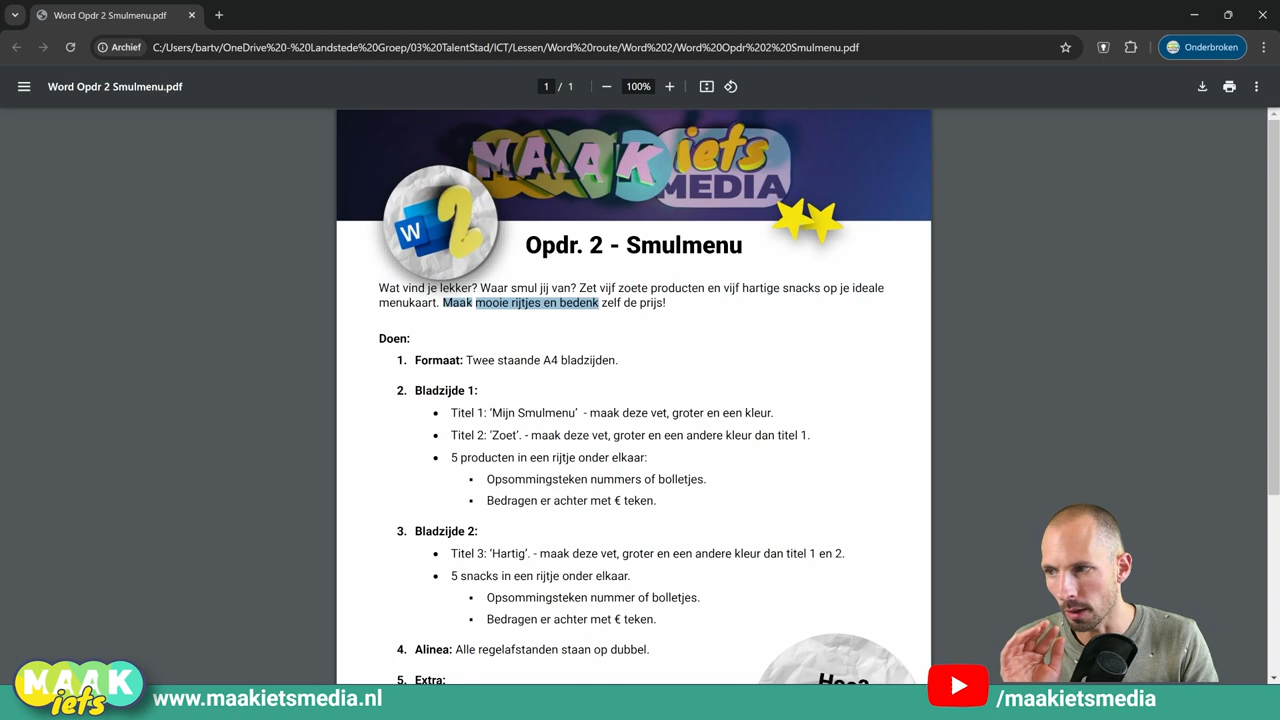 Word Opdr 2 Smulmenu.pdf
Archief
C:/Users/bartv/OneDrive%20-%20Landstede%20Groep/03%20TalentStad/ICT/Lessen/Word%20route/Word%202/Word%20Opdr%202%20Smulmenu.pdf
Onderbroken
Word Opdr 2 Smulmenu.pdf
1 / 1
100%
MAAK iets
MEDIA
W 2
Opdr. 2 - Smulmenu
Wat vind je lekker? Waar smul jij van? Zet vijf zoete producten en vijf hartige snacks op je ideale
menukaart. Maak mooie rijtjes en bedenk zelf de prijs!
Doen:
1. Formaat: Twee staande A4 bladzijden.
2. Bladzijde 1:
• Titel 1: ‘Mijn Smulmenu’ - maak deze vet, groter en een kleur.
• Titel 2: ‘Zoet’. - maak deze vet, groter en een andere kleur dan titel 1.
• 5 producten in een rijtje onder elkaar:
▪ Opsommingsteken nummers of bolletjes.
▪ Bedragen er achter met € teken.
3. Bladzijde 2:
• Titel 3: ‘Hartig’. - maak deze vet, groter en een andere kleur dan titel 1 en 2.
• 5 snacks in een rijtje onder elkaar.
▪ Opsommingsteken nummer of bolletjes.
▪ Bedragen er achter met € teken.
4. Alinea: Alle regelafstanden staan op dubbel.
5. Extra:
MAAK
iets
www.maakietsmedia.nl
/maakietsmedia